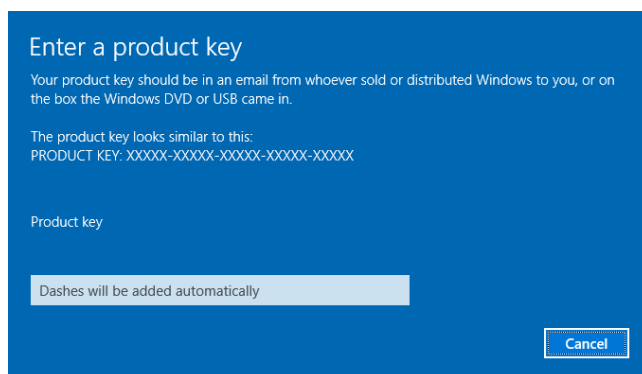 Enter a product key
Your product key should be in an email from whoever sold or distributed Windows to you, or on
the box the Windows DVD or USB came in.
The product key looks similar to this:
PRODUCT KEY: XXXXX-XXXXX-XXXXX-XXXXX-XXXXX
Product key
Dashes will be added automatically
Cancel